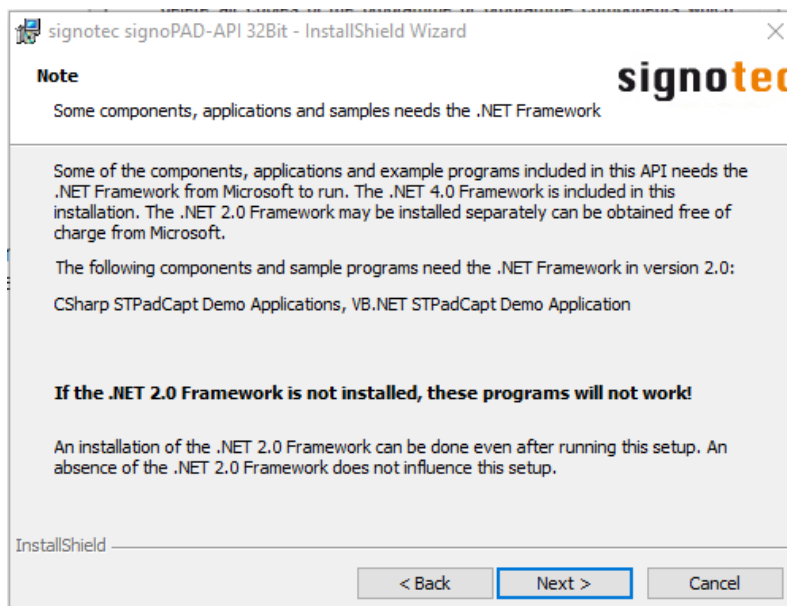 signotec signoPAD-API 32Bit - InstallShield Wizard
Note
signotec
Some components, applications and samples needs the .NET Framework
Some of the components, applications and example programs included in this API needs the
.NET Framework from Microsoft to run. The .NET 4.0 Framework is included in this
installation. The .NET 2.0 Framework may be installed separately can be obtained free of
charge from Microsoft.
The following components and sample programs need the .NET Framework in version 2.0:
CSharp STPadCapt Demo Applications, VB.NET STPadCapt Demo Application
If the .NET 2.0 Framework is not installed, these programs will not work!
An installation of the .NET 2.0 Framework can be done even after running this setup. An
absence of the .NET 2.0 Framework does not influence this setup.
InstallShield
< Back
Next >
Cancel